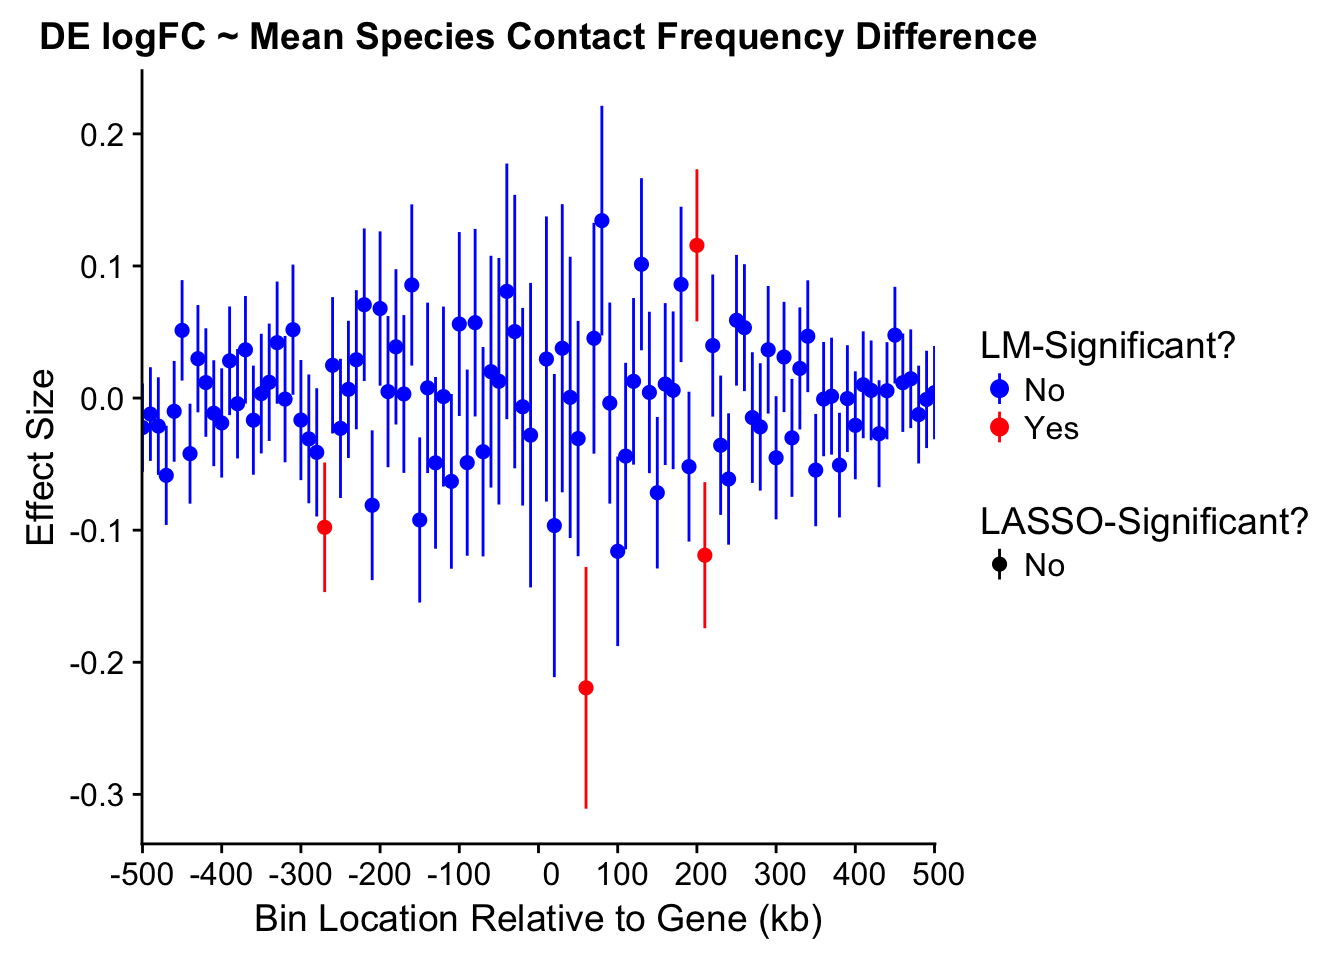 DE logFC ~ Mean Species Contact Frequency Difference
0.2
0.1
0.0
-0.1
-0.2
-0.3
Effect Size
-500 -400 -300 -200 -100 0 100 200 300 400 500
Bin Location Relative to Gene (kb)
LM-Significant?
No
Yes
LASSO-Significant?
No